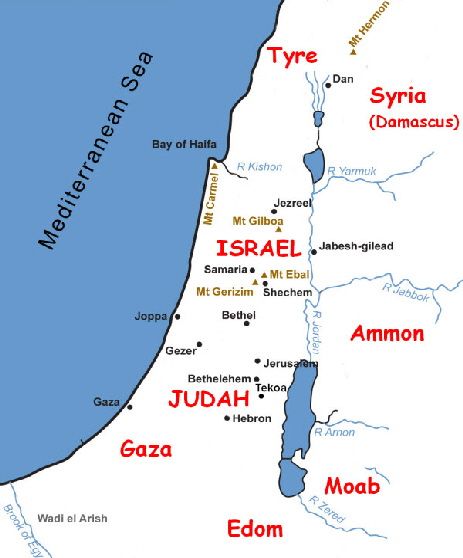 Mt Hermon
Tyre
Dan
Syria
(Damascus)
Mediterranean Sea
Bay of Haifa
R Kishon
R Yarmuk
Mt Carmel
Jezreel
Mt Gilboa
ISRAEL
Jabesh-gilead
Samaria
Mt Ebal
Mt Gerizim
Shechem
R Jabbok
Joppa
Bethel
R Jordan
Ammon
Gezer
Jerusalem
Bethelehem
Tekoa
JUDAH
Gaza
Hebron
R Arnon
Gaza
Moab
R Zered
Brook of Egy
Wadi el Arish
Edom